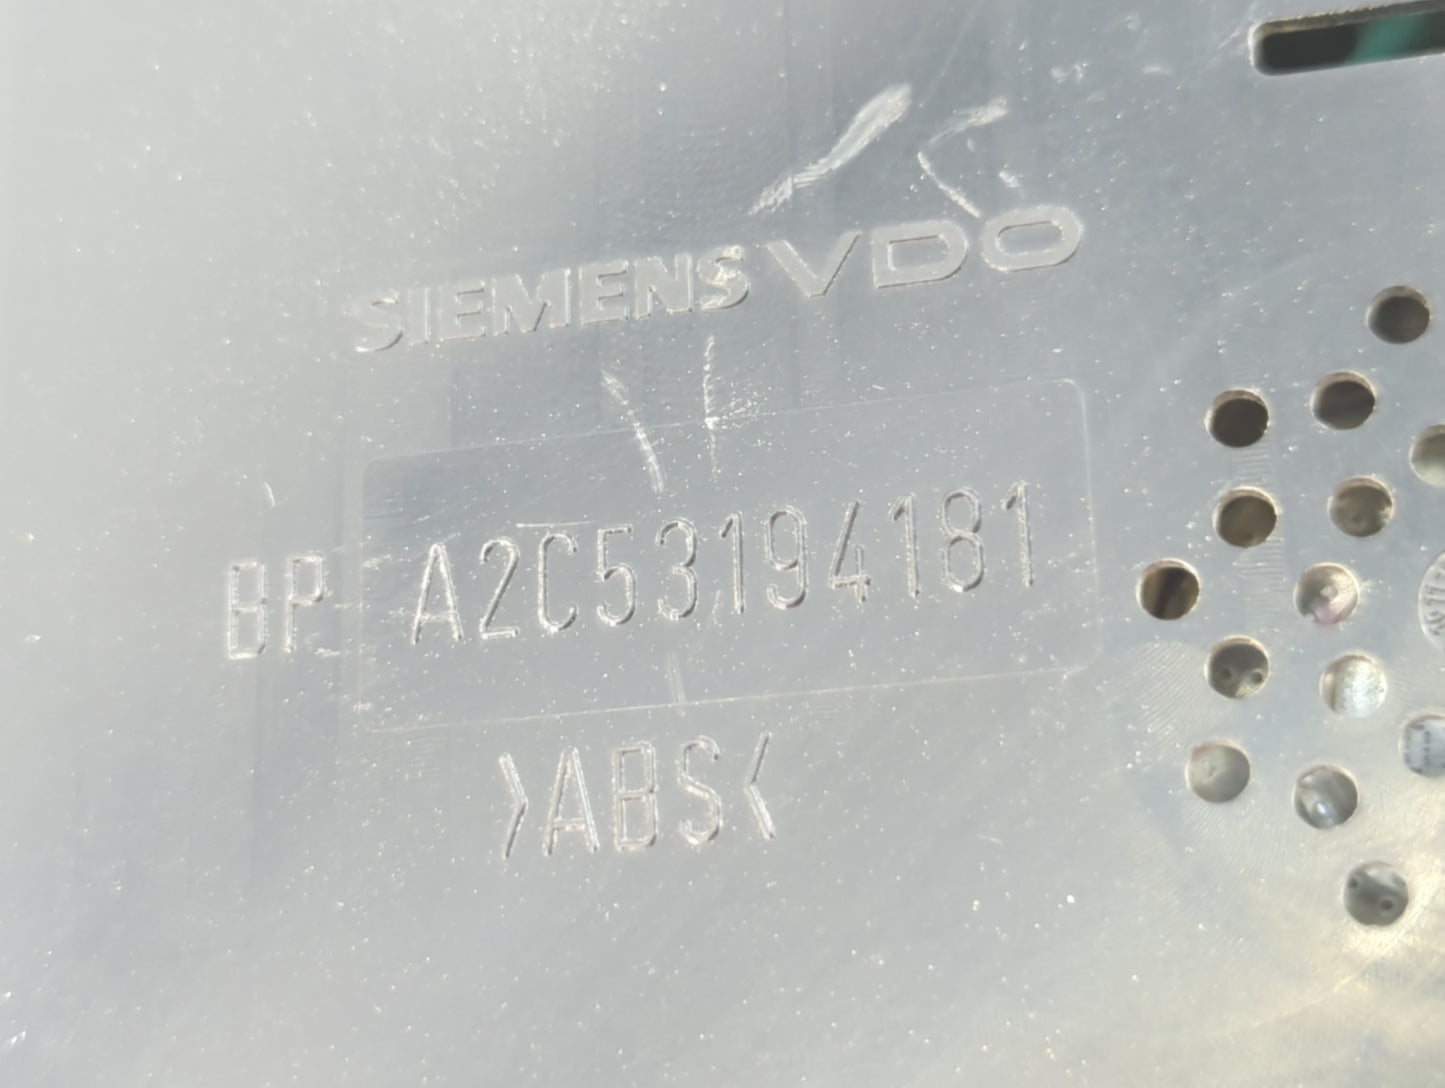 SIEMENS VDO
BP A2C53194181
>ABS<